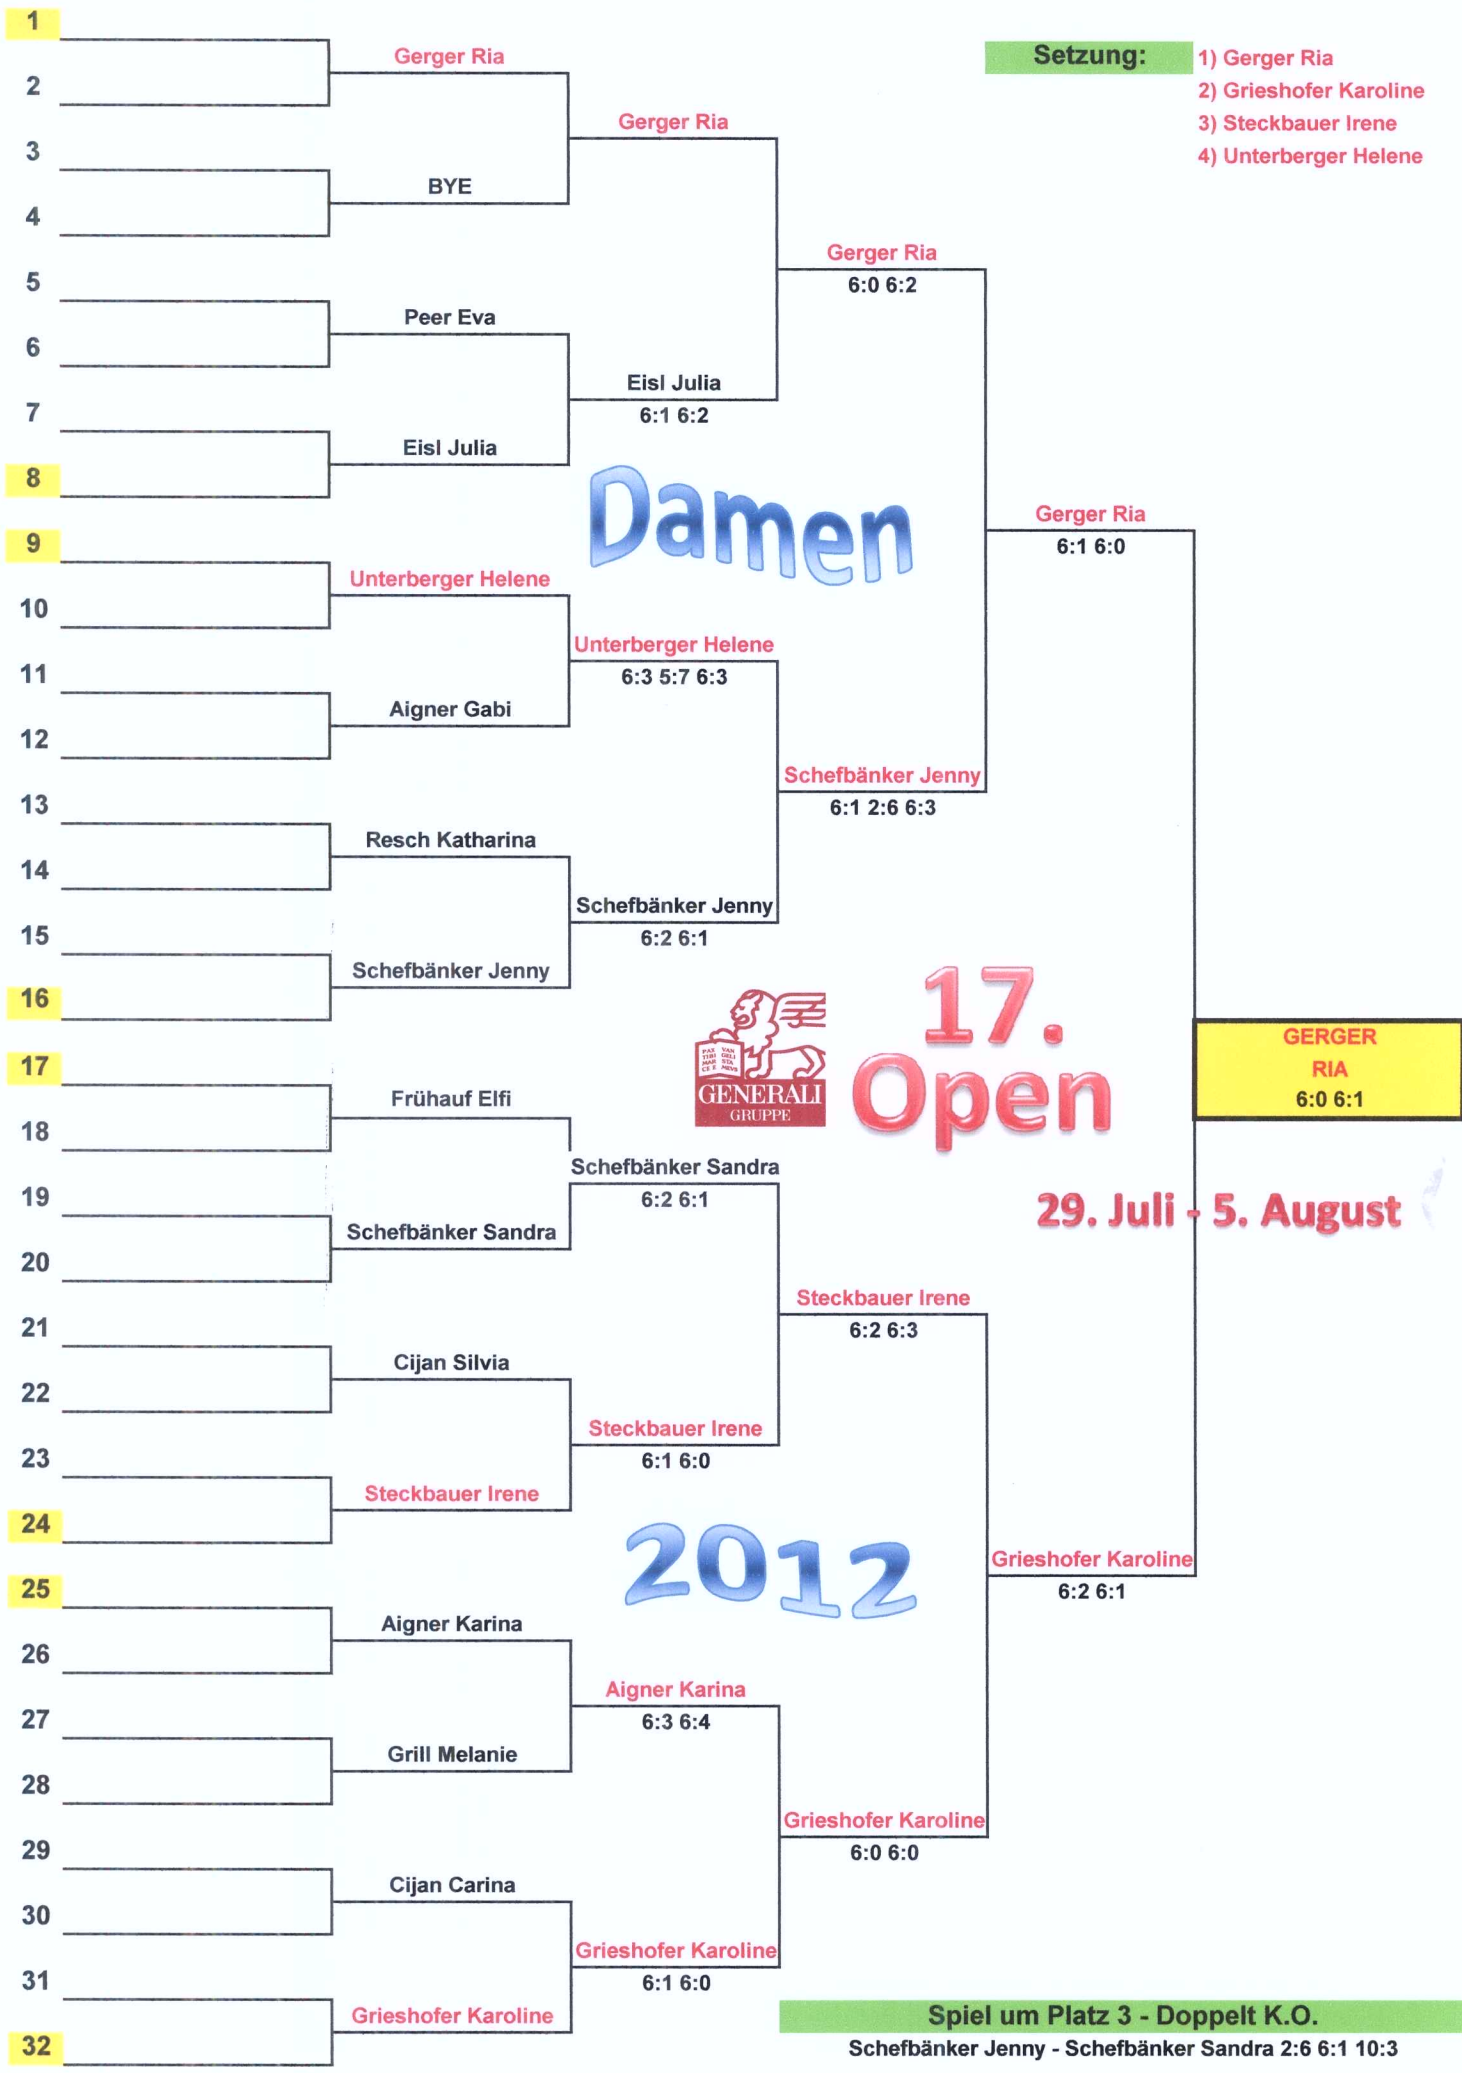 1
2
3
4
5
6
7
8
9
10
11
12
13
14
15
16
17
18
19
20
21
22
23
24
25
26
27
28
29
30
31
32
Gerger Ria
BYE
Peer Eva
Eisl Julia
Unterberger Helene
Aigner Gabi
Resch Katharina
Schefbänker Jenny
Frühauf Elfi
Schefbänker Sandra
Cijan Silvia
Steckbauer Irene
Aigner Karina
Grill Melanie
Cijan Carina
Grieshofer Karoline
Gerger Ria
Eisl Julia
6:1 6:2
Damen
Unterberger Helene
6:3 5:7 6:3
Schefbänker Jenny
6:2 6:1
PAX VAN
TIBI GELI
MAR STA
CE E MEVS
GENERALI
GRUPPE
Schefbänker Sandra
6:2 6:1
Steckbauer Irene
6:1 6:0
2012
Aigner Karina
6:3 6:4
Grieshofer Karoline
6:1 6:0
Gerger Ria
6:0 6:2
Schefbänker Jenny
6:1 2:6 6:3
17.
Open
29. Juli - 5. August
Steckbauer Irene
6:2 6:3
Grieshofer Karoline
6:0 6:0
Gerger Ria
6:1 6:0
Grieshofer Karoline
6:2 6:1
Setzung:
1) Gerger Ria
2) Grieshofer Karoline
3) Steckbauer Irene
4) Unterberger Helene
GERGER
RIA
6:0 6:1
Spiel um Platz 3 - Doppelt K.O.
Schefbänker Jenny - Schefbänker Sandra 2:6 6:1 10:3